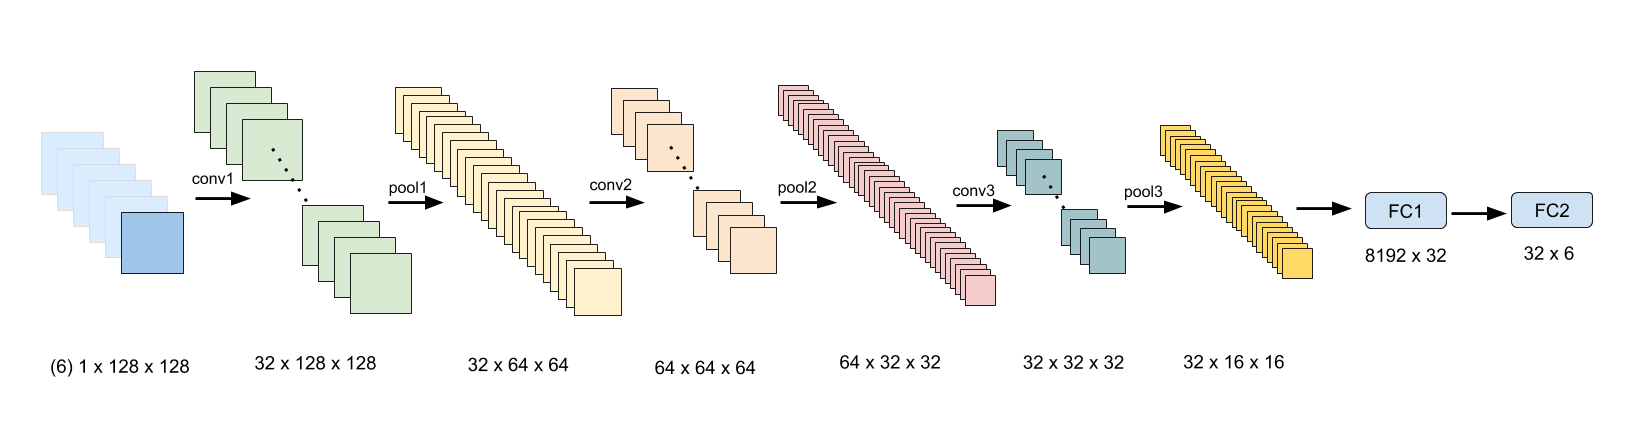 conv1
pool1
conv2
pool2
conv3
pool3
FC1
FC2
8192 x 32
32 x 6
(6) 1 x 128 x 128
32 x 128 x 128
32 x 64 x 64
64 x 64 x 64
64 x 32 x 32
32 x 32 x 32
32 x 16 x 16